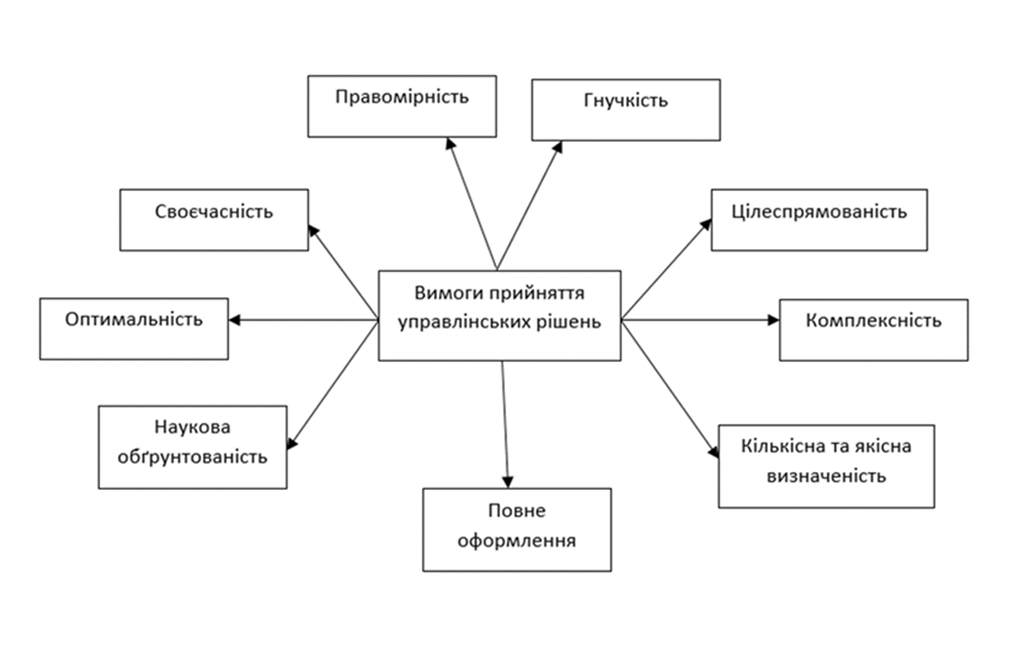 Правомірність
Гнучкість
Своєчасність
Цілеспрямованість
Вимоги прийняття
управлінських рішень
Оптимальність
Комплексність
Наукова
обґрунтованість
Кількісна та якісна
визначеність
Повне
оформлення